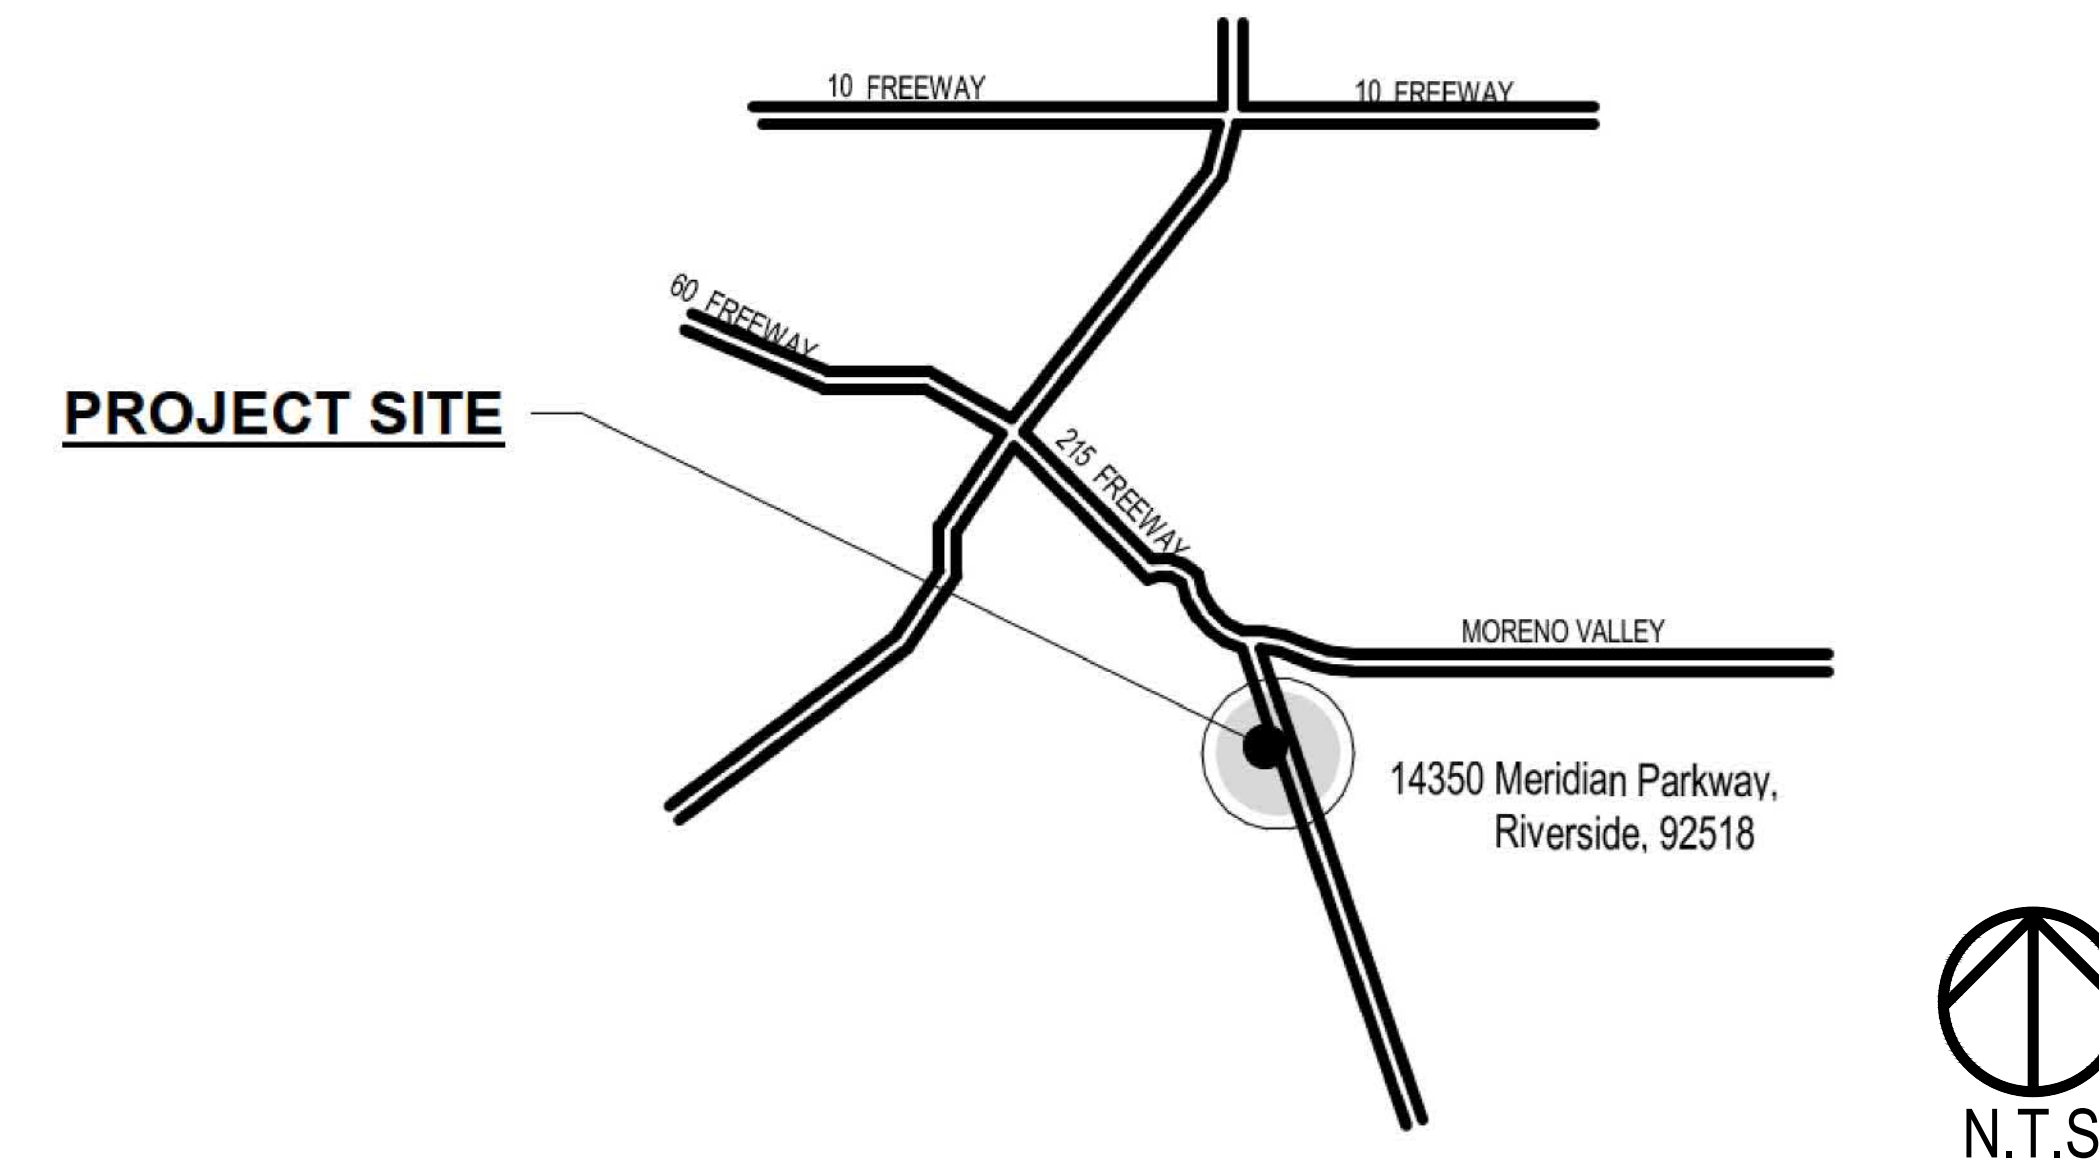 10 FREEWAY
10 FREEWAY
60 FREEWAY
PROJECT SITE
215 FREEWAY
MORENO VALLEY
14350 Meridian Parkway,
Riverside, 92518
N.T.S